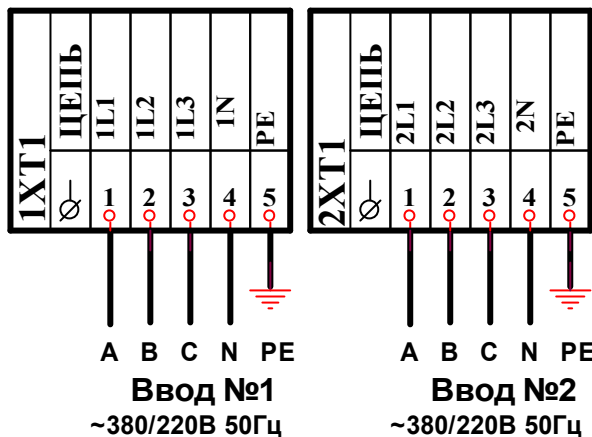 1XT1 ЦЕПЬ 1L1 1L2 1L3 1N PE
1 2 3 4 5
A B C N PE
Ввод №1
~380/220В 50Гц
2XT1 ЦЕПЬ 2L1 2L2 2L3 2N PE
1 2 3 4 5
A B C N PE
Ввод №2
~380/220В 50Гц